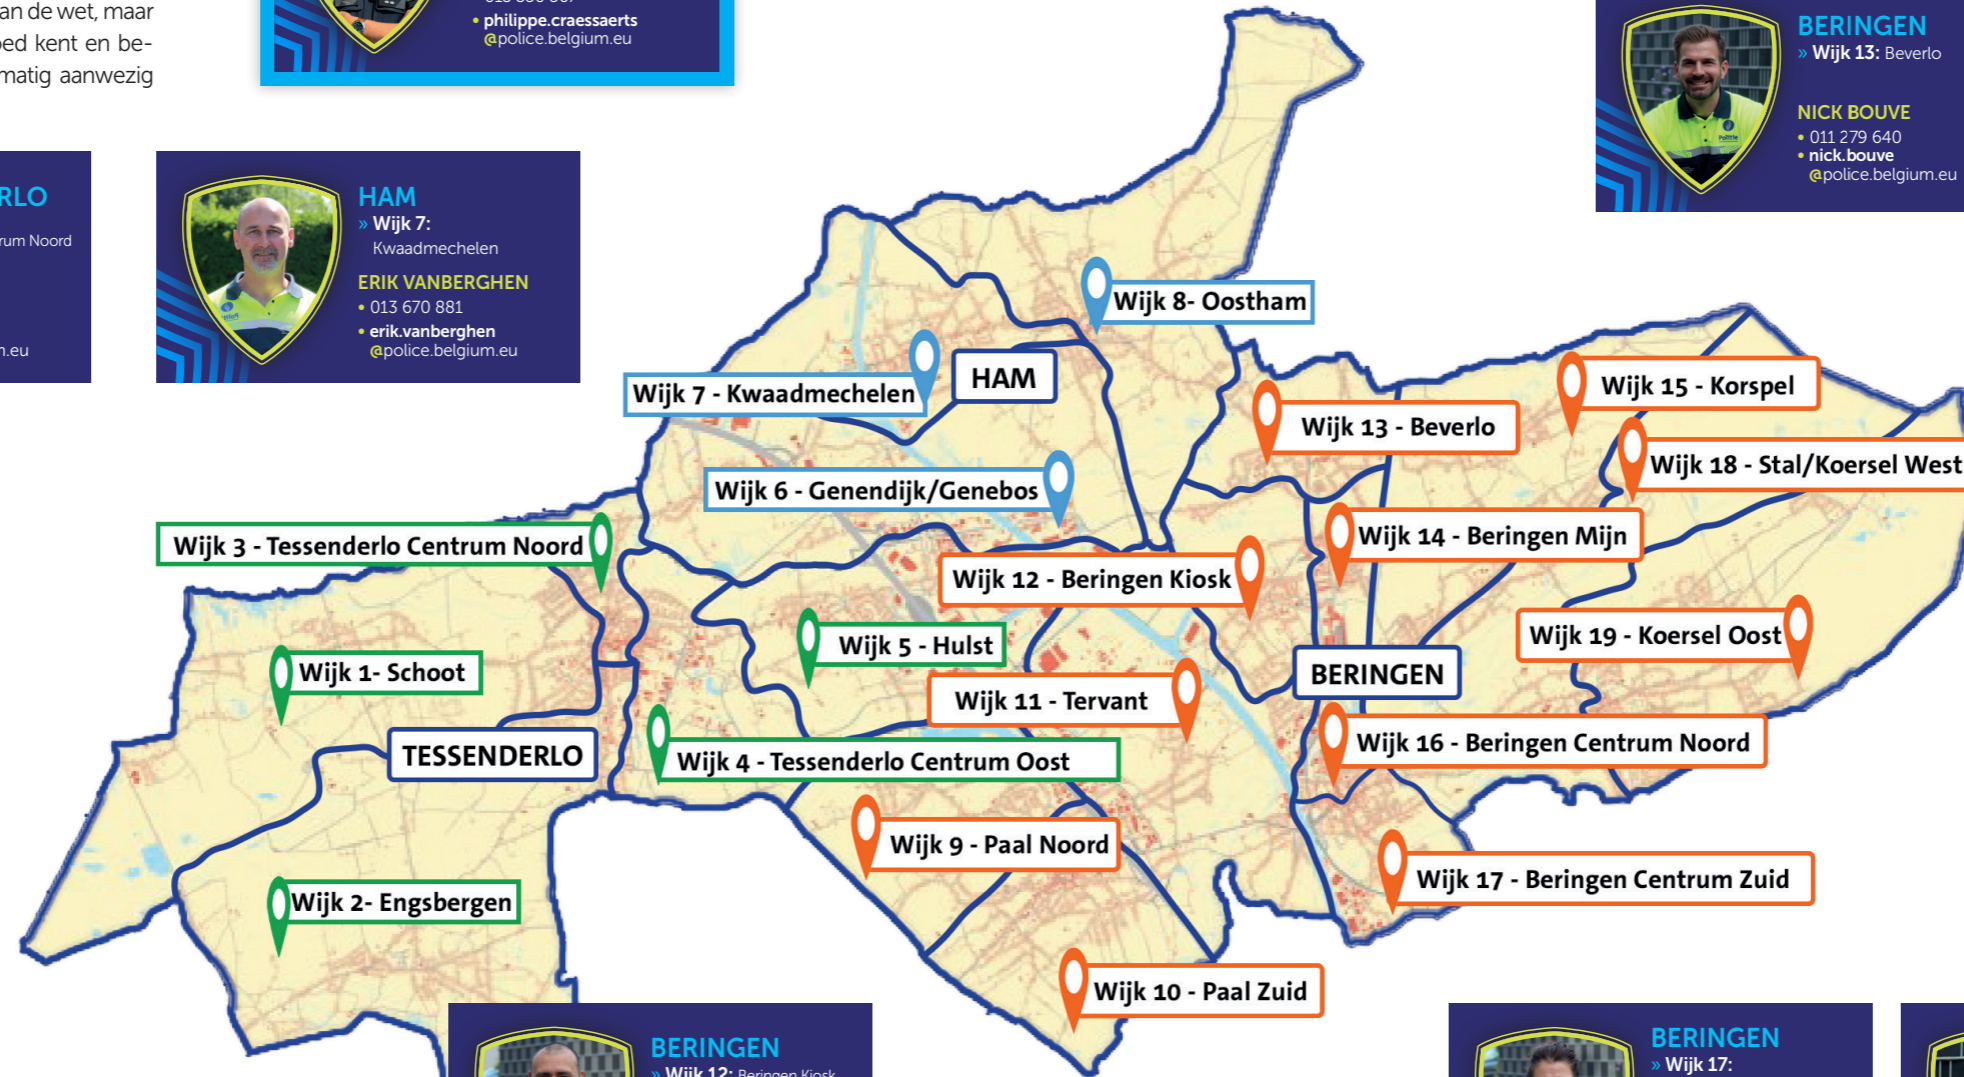 an de wet, maar
oed kent en be-
matig aanwezig
• philippe.craessaerts
@police.belgium.eu
BERINGEN
» Wijk 13: Beverlo
NICK BOUVE
• 011 279 640
• nick.bouve
@police.belgium.eu
RLO
rum Noord
n.eu
HAM
» Wijk 7:
Kwaadmechelen
ERIK VANBERGHEN
• 013 670 881
• erik.vanberghen
@police.belgium.eu
Politie
Wijk 8- Oostham
HAM
Wijk 7 - Kwaadmechelen
Wijk 15 - Korspel
Wijk 13 - Beverlo
Wijk 18 - Stal/Koersel West
Wijk 6 - Genendijk/Genebos
Wijk 3 - Tessenderlo Centrum Noord
Wijk 14 - Beringen Mijn
Wijk 12 - Beringen Kiosk
Wijk 5 - Hulst
Wijk 19 - Koersel Oost
Wijk 1- Schoot
BERINGEN
Wijk 11 - Tervant
TESSENDERLO
Wijk 4 - Tessenderlo Centrum Oost
Wijk 16 - Beringen Centrum Noord
Wijk 9 - Paal Noord
Wijk 17 - Beringen Centrum Zuid
Wijk 2- Engsbergen
Wijk 10 - Paal Zuid
BERINGEN
» Wijk 12: Beringen Kiosk
BERINGEN
» Wijk 17: